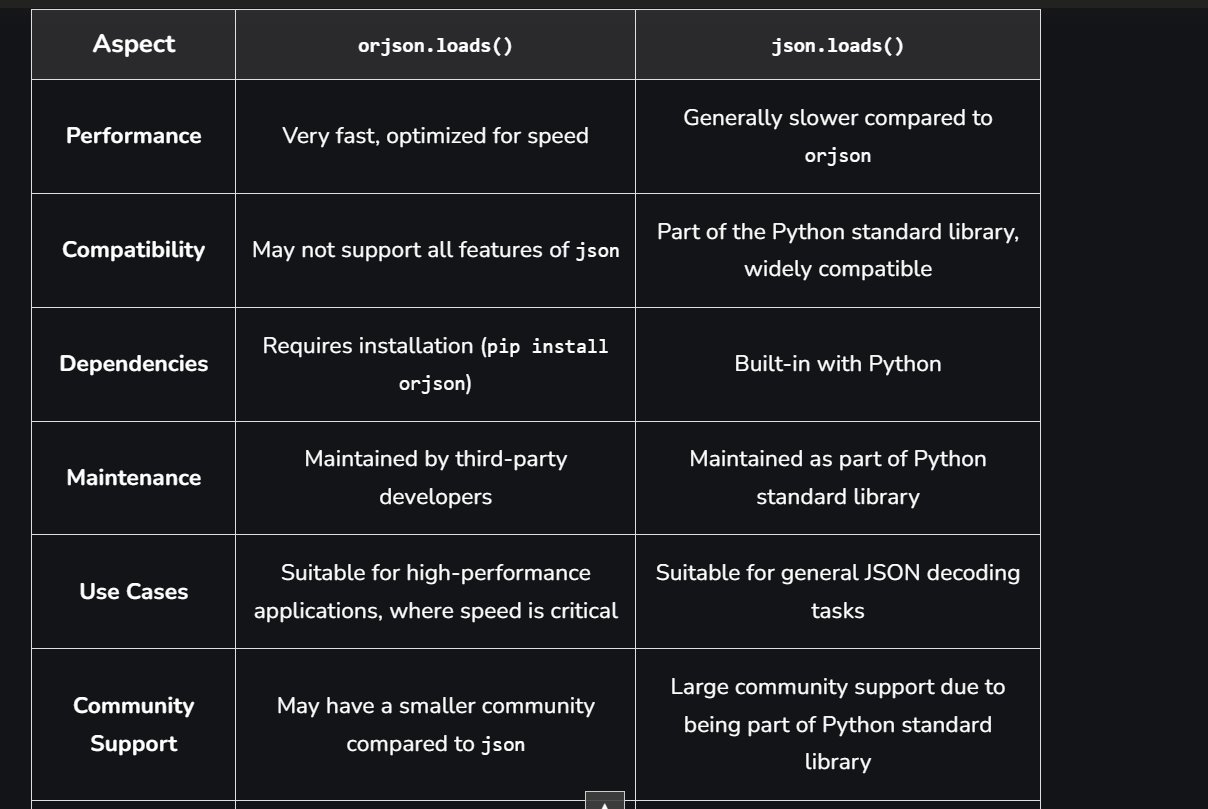 Aspect
orjson.loads()
json.loads()
Performance
Very fast, optimized for speed
Generally slower compared to
orjson
Compatibility
May not support all features of json
Part of the Python standard library,
widely compatible
Dependencies
Requires installation (pip install
orjson)
Built-in with Python
Maintenance
Maintained by third-party
developers
Maintained as part of Python
standard library
Use Cases
Suitable for high-performance
applications, where speed is critical
Suitable for general JSON decoding
tasks
Community
Support
May have a smaller community
compared to json
Large community support due to
being part of Python standard
library